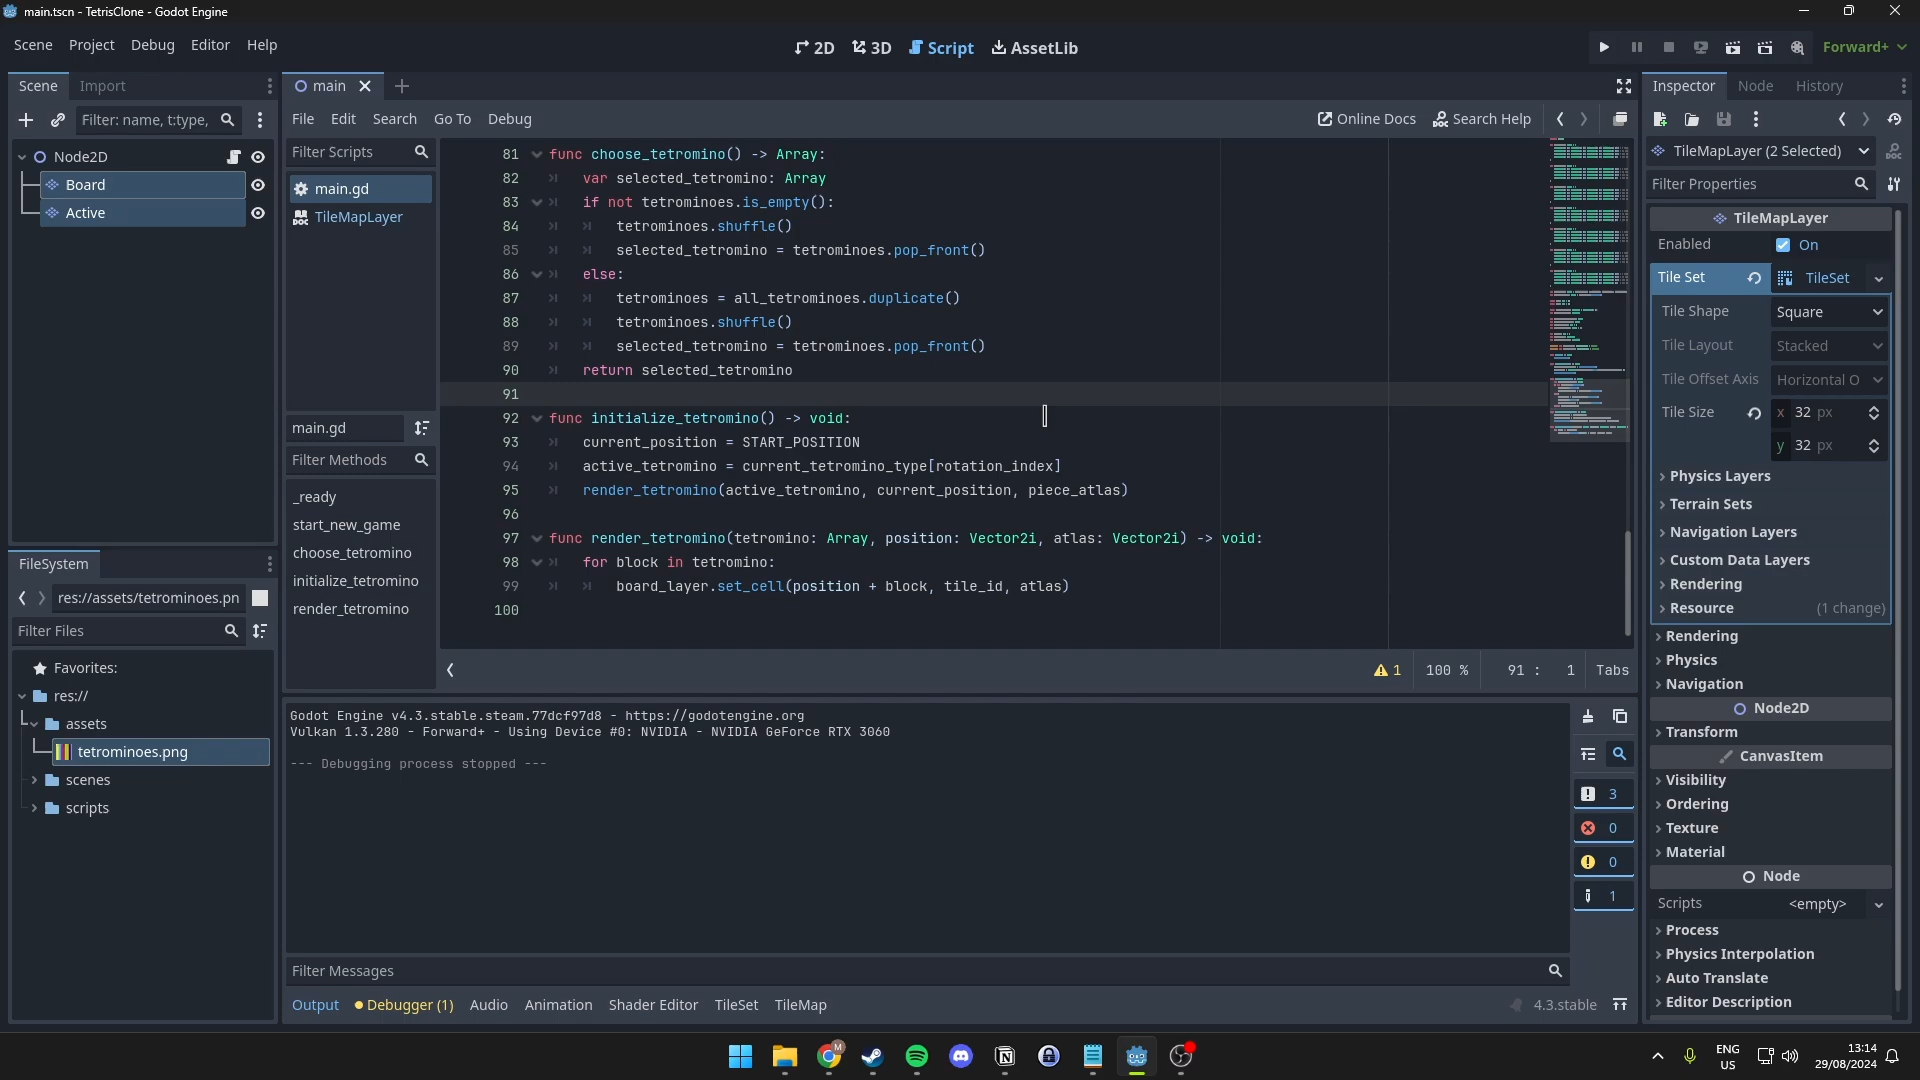 main.tscn - TetrisClone - Godot Engine
Scene Project Debug Editor Help
2D 3D Script AssetLib
Forward+
Scene Import
Filter: name, t:type,
Node2D
Board
Active
FileSystem
res://assets/tetrominoes.pn
Filter Files
Favorites:
res://
assets
tetrominoes.png
scenes
scripts
main
File Edit Search Go To Debug
Online Docs Search Help
Filter Scripts
main.gd
TileMapLayer
main.gd
Filter Methods
_ready
start_new_game
choose_tetromino
initialize_tetromino
render_tetromino
81 func choose_tetromino() -> Array:
82 var selected_tetromino: Array
83 if not tetrominoes.is_empty():
84 tetrominoes.shuffle()
85 selected_tetromino = tetrominoes.pop_front()
86 else:
87 tetrominoes = all_tetrominoes.duplicate()
88 tetrominoes.shuffle()
89 selected_tetromino = tetrominoes.pop_front()
90 return selected_tetromino
91
92 func initialize_tetromino() -> void:
93 current_position = START_POSITION
94 active_tetromino = current_tetromino_type[rotation_index]
95 render_tetromino(active_tetromino, current_position, piece_atlas)
96
97 func render_tetromino(tetromino: Array, position: Vector2i, atlas: Vector2i) -> void:
98 for block in tetromino:
99 board_layer.set_cell(position + block, tile_id, atlas)
100
1 100 % 91 : 1 Tabs
Godot Engine v4.3.stable.steam.77dcf97d8 - https://godotengine.org
Vulkan 1.3.280 - Forward+ - Using Device #0: NVIDIA - NVIDIA GeForce RTX 3060
--- Debugging process stopped ---
3
0
0
1
Filter Messages
Output Debugger (1) Audio Animation Shader Editor TileSet TileMap
4.3.stable
Inspector Node History
TileMapLayer (2 Selected)
Filter Properties
TileMapLayer
Enabled On
Tile Set TileSet
Tile Shape Square
Tile Layout Stacked
Tile Offset Axis Horizontal O
Tile Size x 32 px
y 32 px
Physics Layers
Terrain Sets
Navigation Layers
Custom Data Layers
Rendering
Resource (1 change)
Rendering
Physics
Navigation
Node2D
Transform
CanvasItem
Visibility
Ordering
Texture
Material
Node
Scripts <empty>
Process
Physics Interpolation
Auto Translate
Editor Description
ENG
US
13:14
29/08/2024